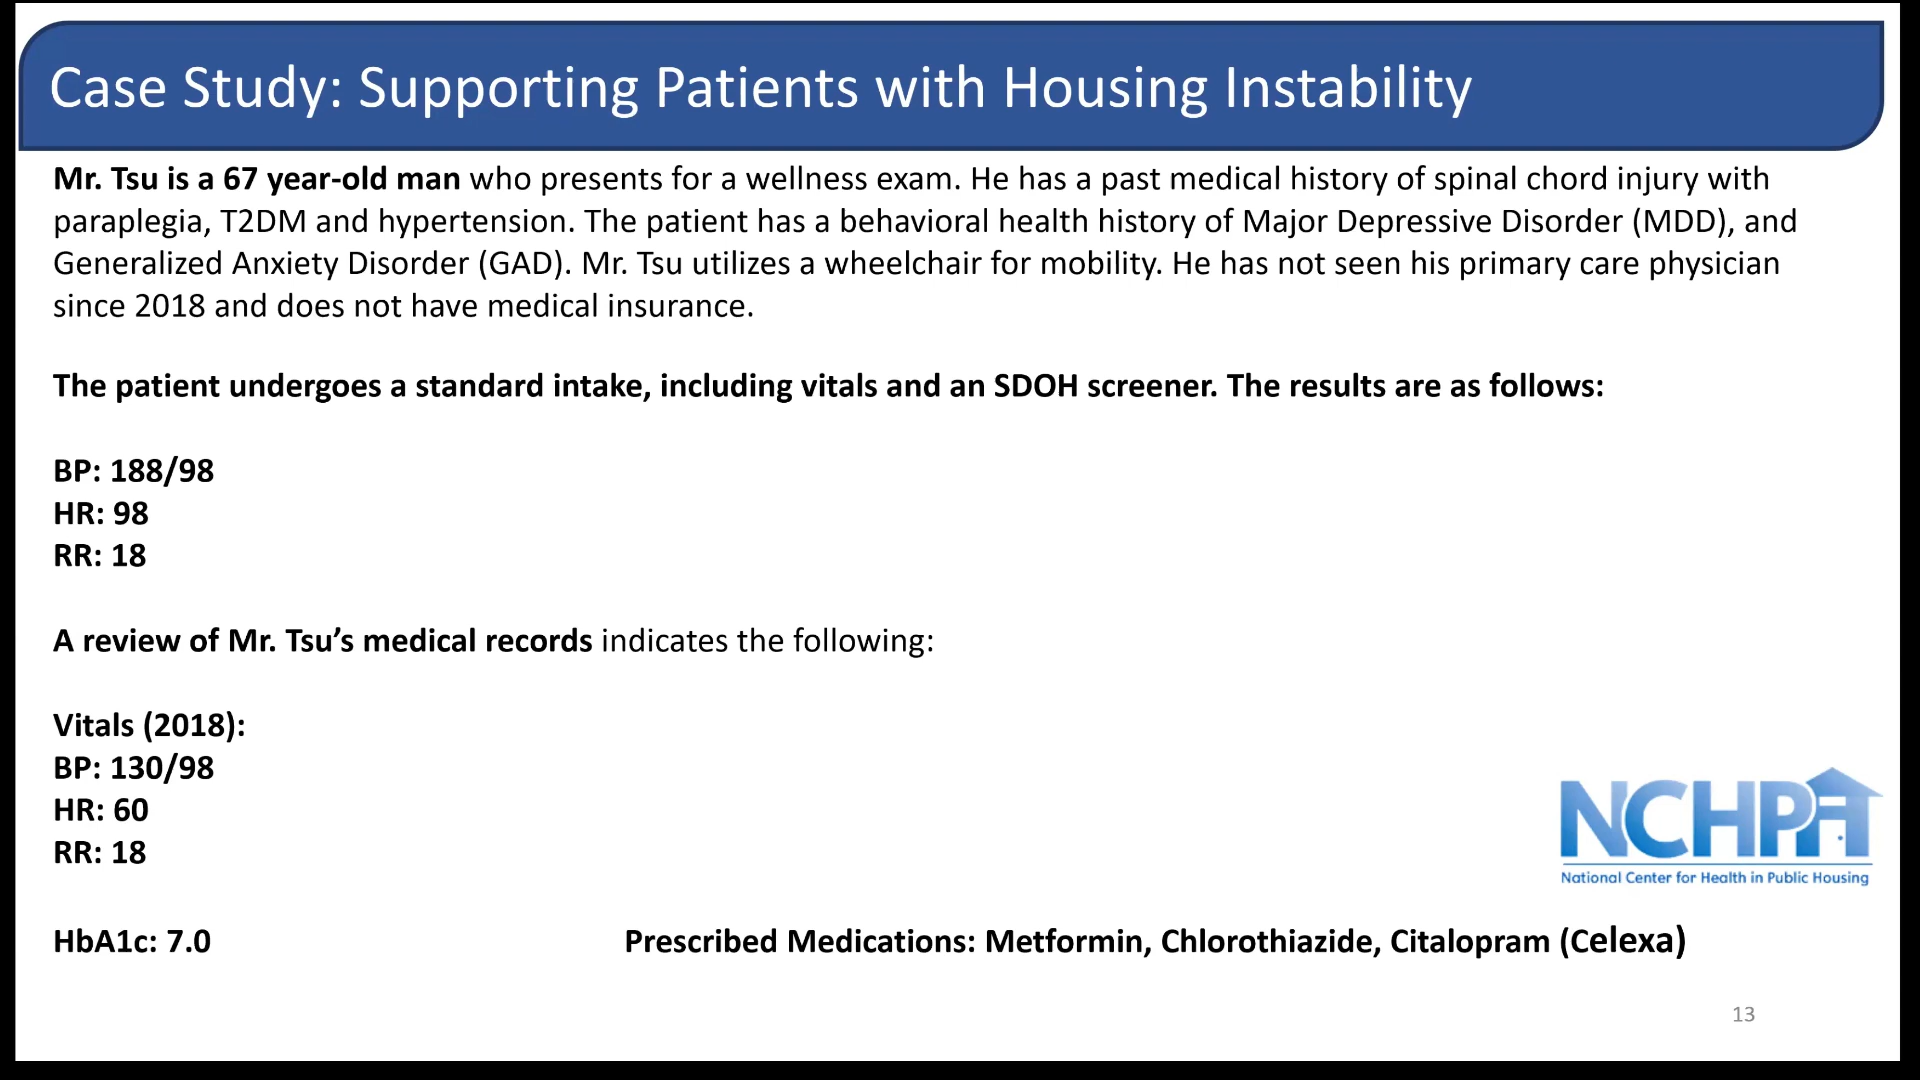 Case Study: Supporting Patients with Housing Instability
Mr. Tsu is a 67 year-old man who presents for a wellness exam. He has a past medical history of spinal chord injury with
paraplegia, T2DM and hypertension. The patient has a behavioral health history of Major Depressive Disorder (MDD), and
Generalized Anxiety Disorder (GAD). Mr. Tsu utilizes a wheelchair for mobility. He has not seen his primary care physician
since 2018 and does not have medical insurance.
The patient undergoes a standard intake, including vitals and an SDOH screener. The results are as follows:
BP: 188/98
HR: 98
RR: 18
A review of Mr. Tsu’s medical records indicates the following:
Vitals (2018):
BP: 130/98
HR: 60
RR: 18
NCHPH
National Center for Health in Public Housing
HbA1c: 7.0 Prescribed Medications: Metformin, Chlorothiazide, Citalopram (Celexa)
13